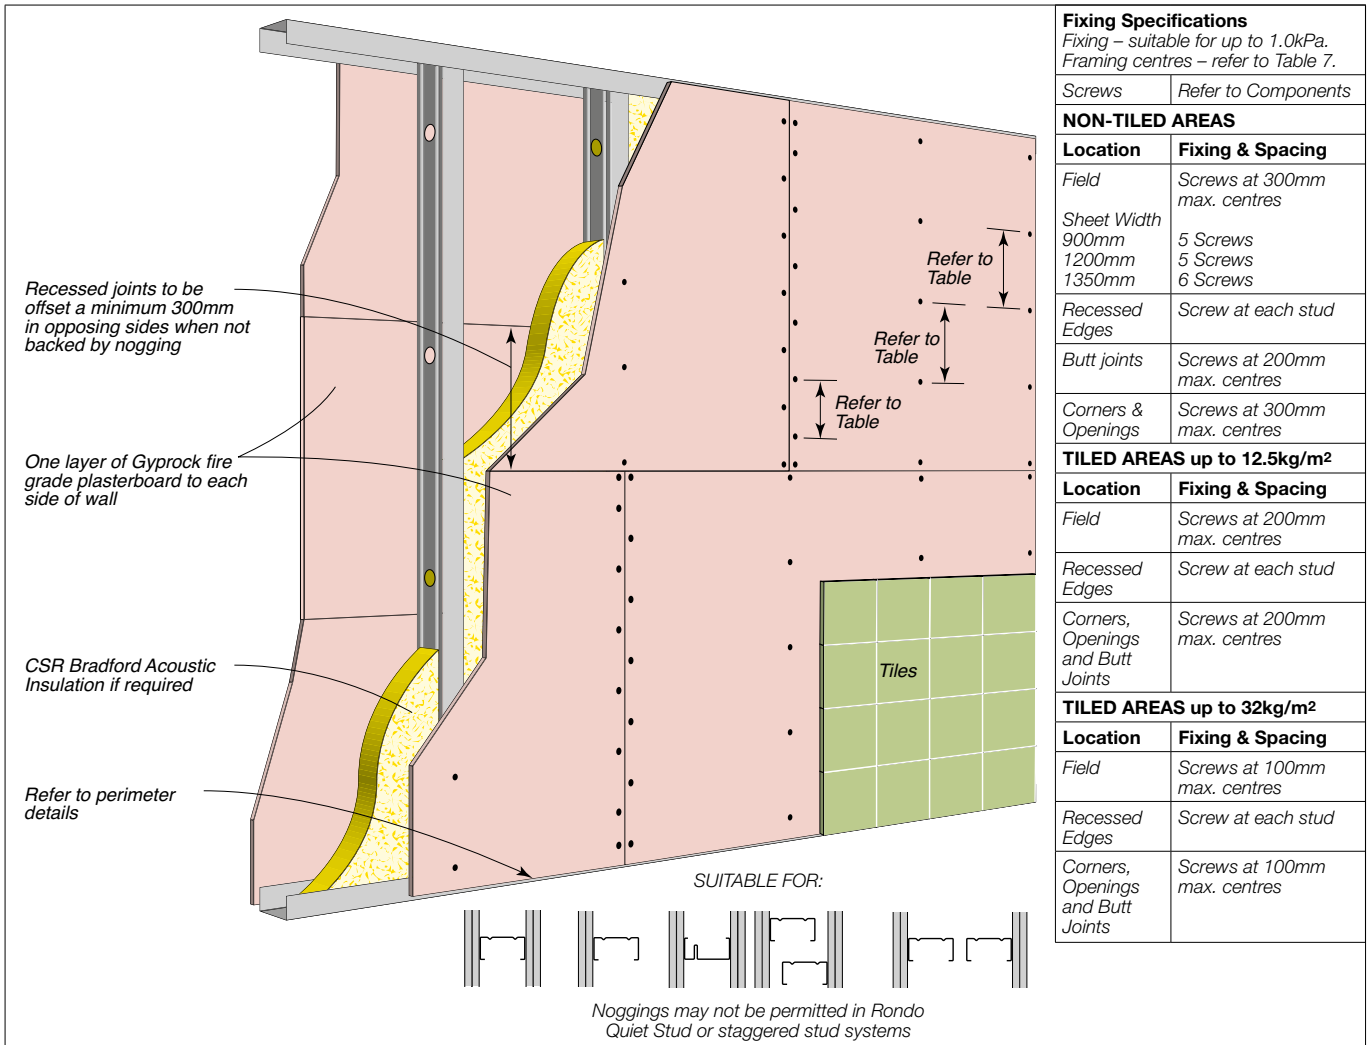 Recessed joints to be
offset a minimum 300mm
in opposing sides when not
backed by nogging
One layer of Gyprock fire
grade plasterboard to each
side of wall
CSR Bradford Acoustic
Insulation if required
Refer to perimeter
details
Refer to
Table
Refer to
Table
Refer to
Table
Tiles
SUITABLE FOR:
Noggings may not be permitted in Rondo
Quiet Stud or staggered stud systems
Fixing Specifications
Fixing – suitable for up to 1.0kPa.
Framing centres – refer to Table 7.
Screws Refer to Components
NON-TILED AREAS
Location Fixing & Spacing
Field Screws at 300mm
max. centres
Sheet Width
900mm 5 Screws
1200mm 5 Screws
1350mm 6 Screws
Recessed Screw at each stud
Edges
Butt joints Screws at 200mm
max. centres
Corners & Screws at 300mm
Openings max. centres
TILED AREAS up to 12.5kg/m²
Location Fixing & Spacing
Field Screws at 200mm
max. centres
Recessed Screw at each stud
Edges
Corners, Screws at 200mm
Openings max. centres
and Butt
Joints
TILED AREAS up to 32kg/m²
Location Fixing & Spacing
Field Screws at 100mm
max. centres
Recessed Screw at each stud
Edges
Corners, Screws at 100mm
Openings max. centres
and Butt
Joints